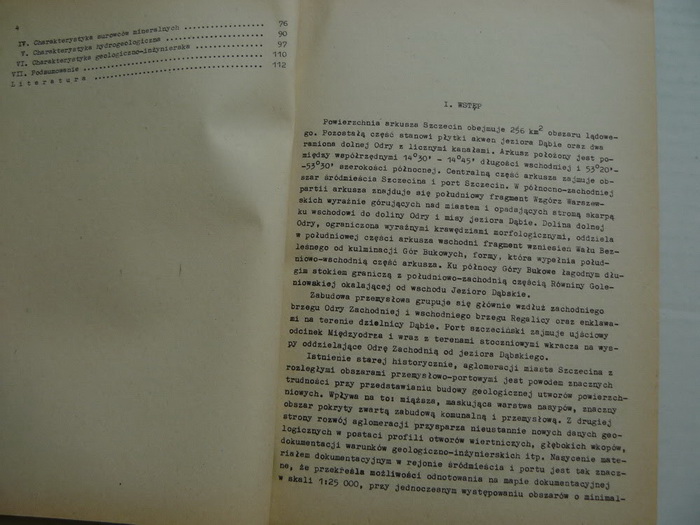 4
IV. Charakterystyka surowców mineralnych .................. 76
V. Charakterystyka hydrogeologiczna ..................... 90
VI. Charakterystyka geologiczno-inżynierska ............. 97
VII. Podsumowanie ............................. 110
Literatura ............................ 112
I. WSTĘP
Powierzchnia arkusza Szczecin obejmuje 256 km² obszaru lądowe-
go. Pozostałą część stanowi płytki akwen jeziora Dąbie oraz dwa
ramiona dolnej Odry z licznymi kanałami. Arkusz położony jest po-
między współrzędnymi 14°30' - 14°45' długości wschodniej i 53°20'-
-53°30' szerokości północnej. Centralną część arkusza zajmuje ob-
szar śródmieścia Szczecina i port Szczecin. W północno-zachodniej
partii arkusza znajduje się południowy fragment Wzgórz Warszew-
skich wyraźnie górujących nad miastem i opadających stromą skarpą
ku wschodowi do doliny Odry i misy jeziora Dąbie. Dolina dolnej
Odry, ograniczona wyraźnymi krawędziami morfologicznymi, oddziela
w południowej części arkusza wschodni fragment wzniesień Wału Bez-
leśnego od kulminacji Gór Bukowych, formy, która wypełnia połud-
niowo-wschodnią część arkusza. Ku północy Góry Bukowe łagodnym dłu-
gim stokiem graniczą z południowo-zachodnią częścią Równiny Gole-
niowskiej okalającej od wschodu Jezioro Dąbskie.
Zabudowa przemysłowa grupuje się głównie wzdłuż zachodniego
brzegu Odry Zachodniej i wschodniego brzegu Regalicy oraz enklawa-
mi na terenie dzielnicy Dąbie. Port szczeciński zajmuje ujściowy
odcinek Międzyodrza i wraz z terenami stoczniowymi wkracza na wys-
py oddzielające Odrę Zachodnią od jeziora Dąbskiego.
Istnienie starej historycznie, aglomeracji miasta Szczecina z
rozległymi obszarami przemysłowo-portowymi jest powodem znacznych
trudności przy przedstawianiu budowy geologicznej utworów powierzch-
niowych. Wpływa na to: miąższa, maskująca warstwa nasypów, znaczny
obszar pokryty zwartą zabudową komunalną i przemysłową. Z drugiej
strony rozwój aglomeracji przysparza nieustannie nowych danych geo-
logicznych w postaci profili otworów wiertniczych, głębokich wkopów,
dokumentacji warunków geologiczno-inżynierskich itp. Nasycenie mate-
riałem dokumentacyjnym w rejonie śródmieścia i portu jest tak znacz-
ne, że przekreśla możliwości odnotowania na mapie dokumentacyjnej
w skali 1:25 000, przy jednoczesnym występowaniu obszarów o minimal-